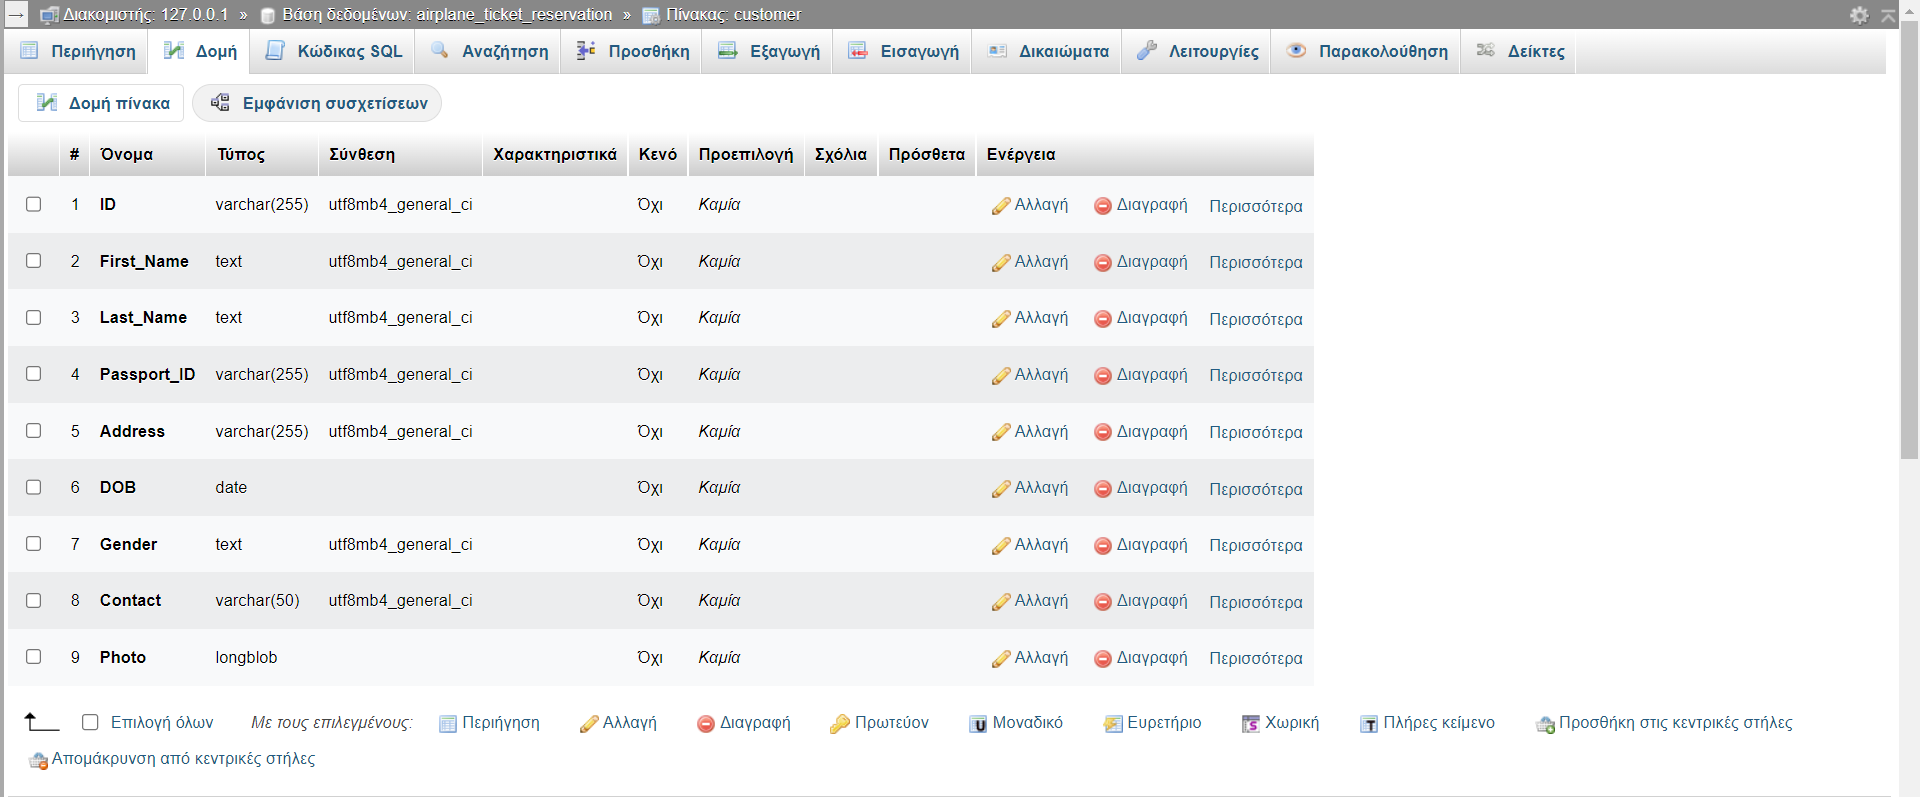 Διακομιστής: 127.0.0.1 » Βάση δεδομένων: airplane_ticket_reservation » Πίνακας: customer
Περιήγηση Δομή Κώδικας SQL Αναζήτηση Προσθήκη Εξαγωγή Εισαγωγή Δικαιώματα Λειτουργίες Παρακολούθηση Δείκτες
Δομή πίνακα Εμφάνιση συσχετίσεων
# Όνομα Τύπος Σύνθεση Χαρακτηριστικά Κενό Προεπιλογή Σχόλια Πρόσθετα Ενέργεια
1 ID varchar(255) utf8mb4_general_ci Όχι Καμία Αλλαγή Διαγραφή Περισσότερα
2 First_Name text utf8mb4_general_ci Όχι Καμία Αλλαγή Διαγραφή Περισσότερα
3 Last_Name text utf8mb4_general_ci Όχι Καμία Αλλαγή Διαγραφή Περισσότερα
4 Passport_ID varchar(255) utf8mb4_general_ci Όχι Καμία Αλλαγή Διαγραφή Περισσότερα
5 Address varchar(255) utf8mb4_general_ci Όχι Καμία Αλλαγή Διαγραφή Περισσότερα
6 DOB date Όχι Καμία Αλλαγή Διαγραφή Περισσότερα
7 Gender text utf8mb4_general_ci Όχι Καμία Αλλαγή Διαγραφή Περισσότερα
8 Contact varchar(50) utf8mb4_general_ci Όχι Καμία Αλλαγή Διαγραφή Περισσότερα
9 Photo longblob Όχι Καμία Αλλαγή Διαγραφή Περισσότερα
Επιλογή όλων Με τους επιλεγμένους: Περιήγηση Αλλαγή Διαγραφή Πρωτεύον Μοναδικό Ευρετήριο Χωρική Πλήρες κείμενο Προσθήκη στις κεντρικές στήλες
Απομάκρυνση από κεντρικές στήλες